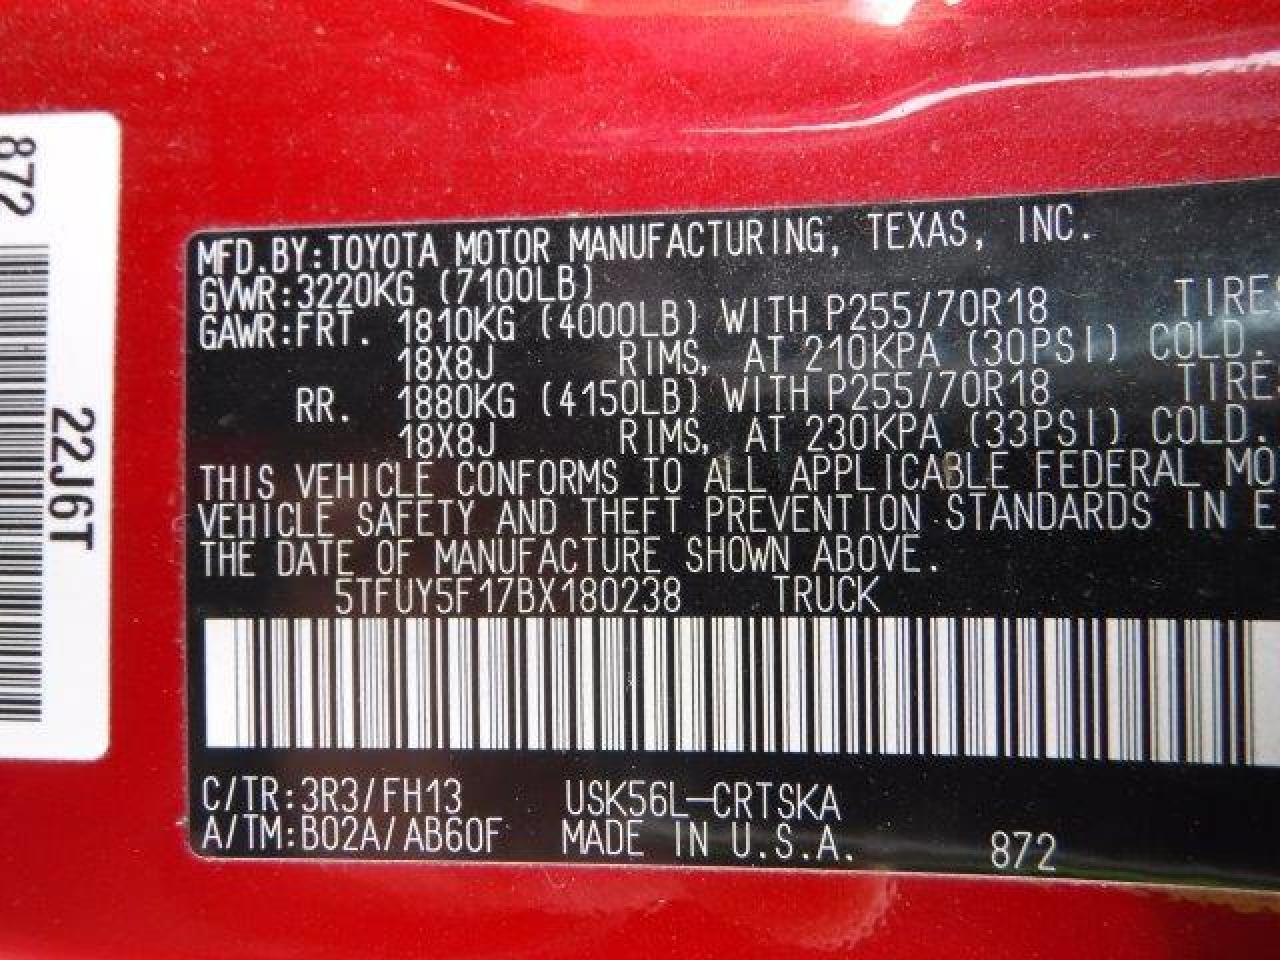 872
22J6T
MFD.BY:TOYOTA MOTOR MANUFACTURING, TEXAS, INC.
GVWR:3220KG (7100LB)
GAWR:FRT. 1810KG (4000LB) WITH P255/70R18 TIRES
18X8J RIMS, AT 210KPA (30PSI) COLD.
RR. 1880KG (4150LB) WITH P255/70R18 TIRE
18X8J RIMS, AT 230KPA (33PSI) COLD.
THIS VEHICLE CONFORMS TO ALL APPLICABLE FEDERAL MO
VEHICLE SAFETY AND THEFT PREVENTION STANDARDS IN E
THE DATE OF MANUFACTURE SHOWN ABOVE.
5TFUY5F17BX180238 TRUCK
C/TR:3R3/FH13 USK56L-CRTSKA
A/TM:B02A/AB60F MADE IN U.S.A. 872